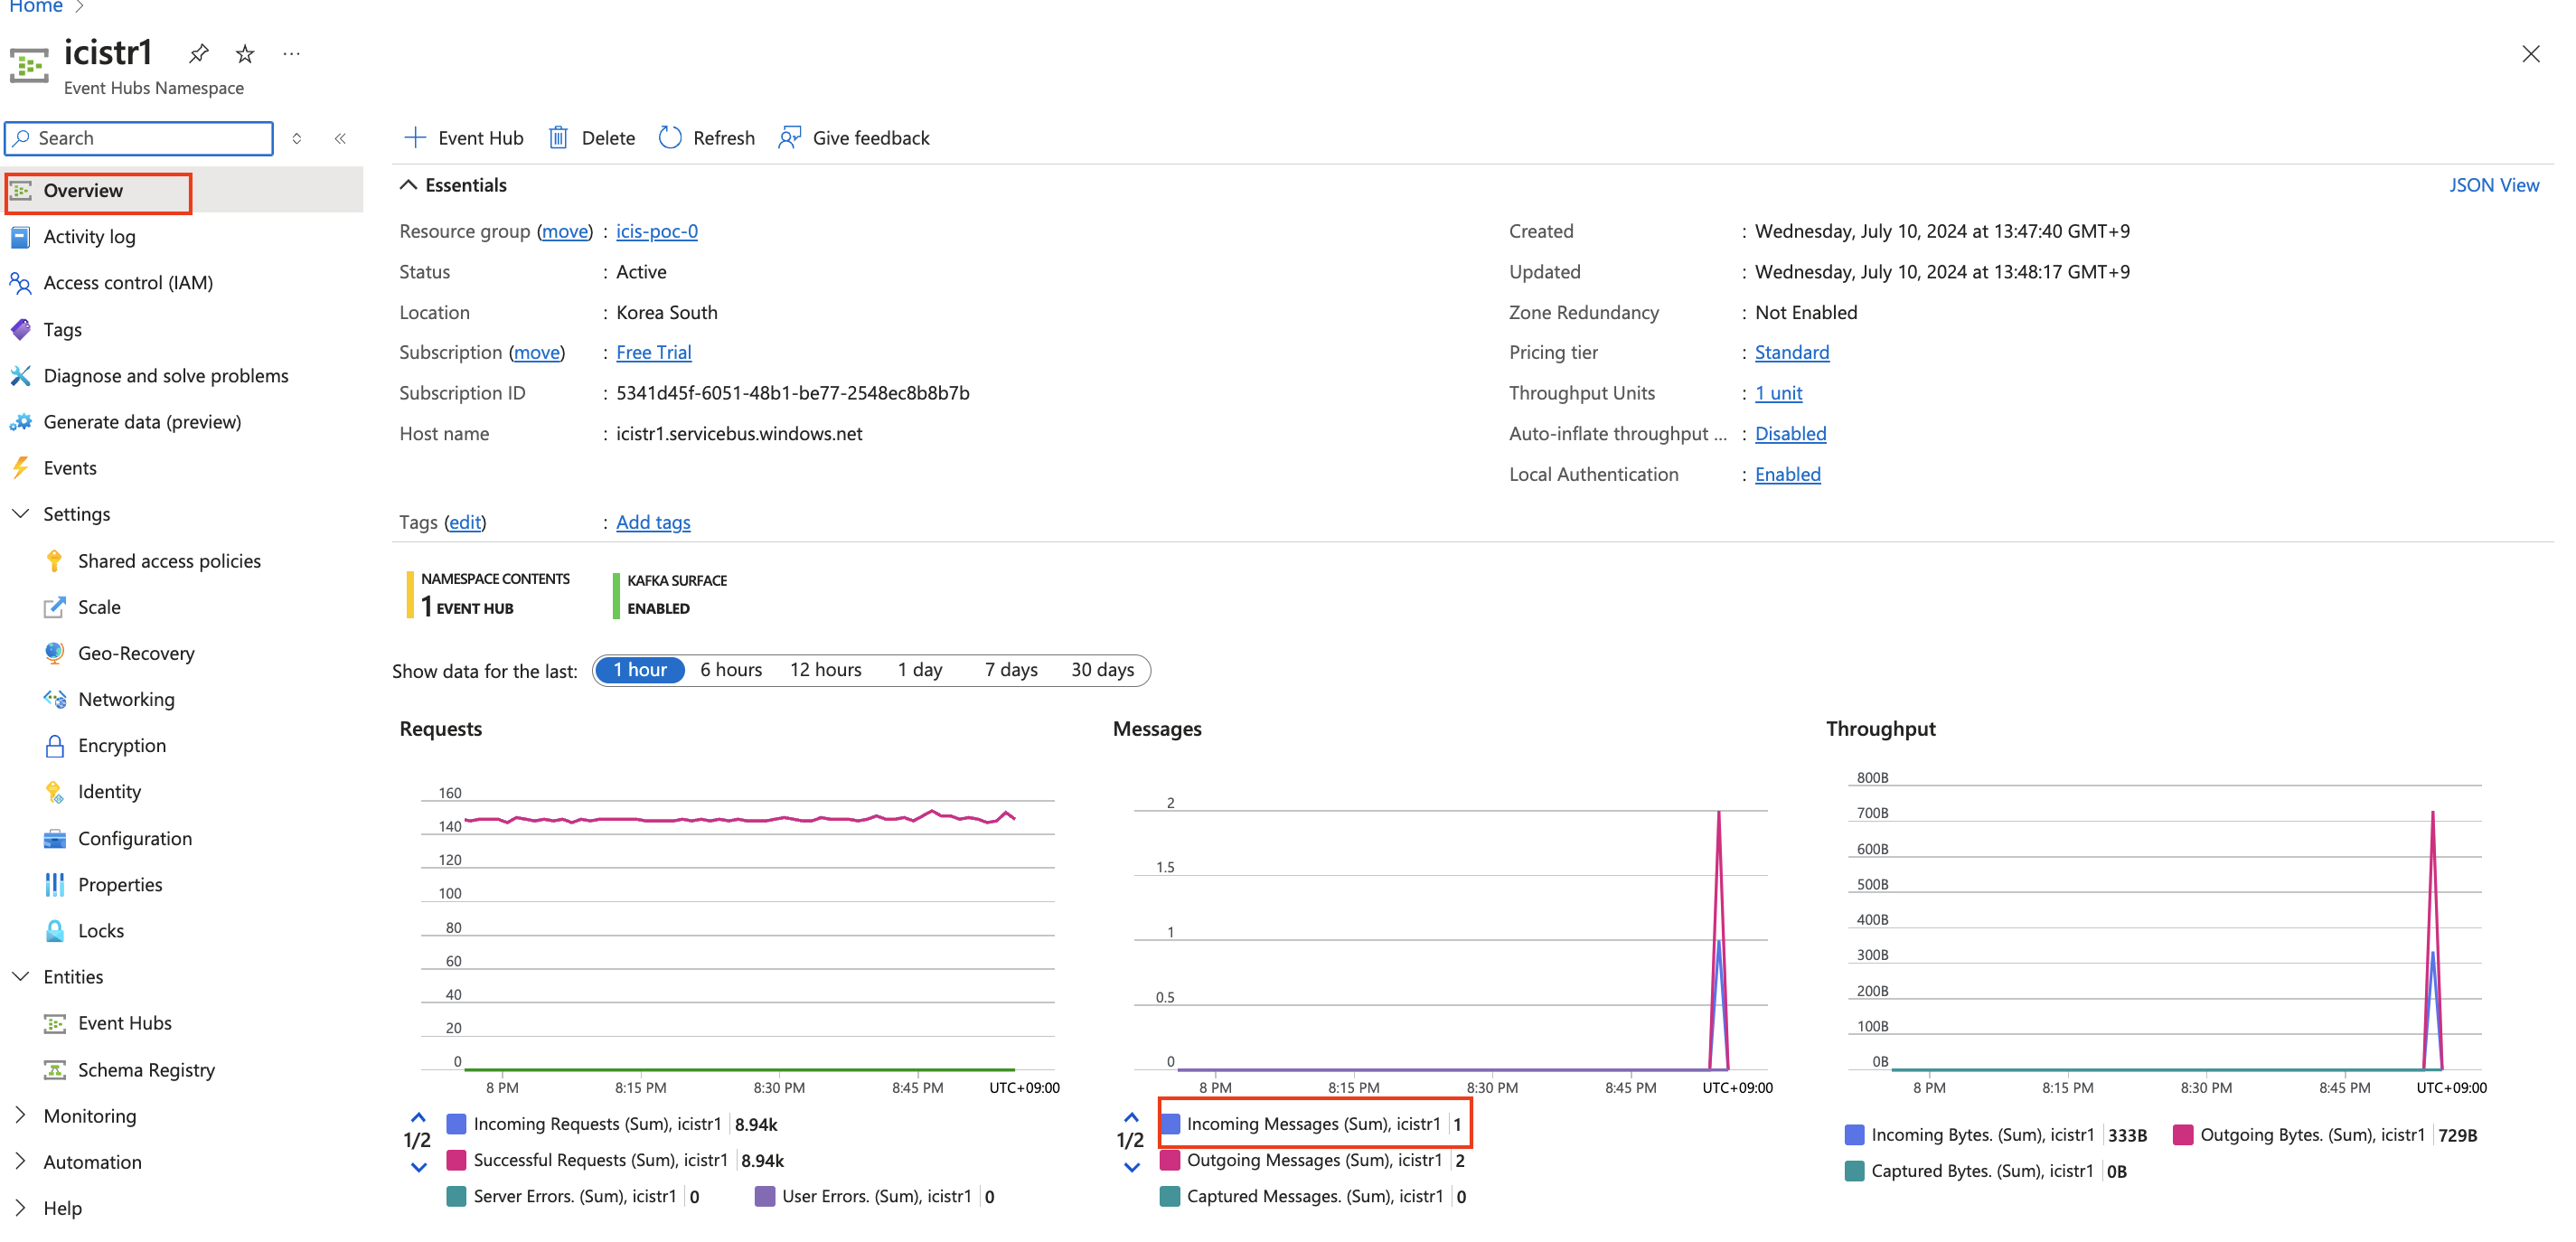 Home
icistr1
Event Hubs Namespace
Search
Event Hub
Delete
Refresh
Give feedback
Overview
Activity log
Access control (IAM)
Tags
Diagnose and solve problems
Generate data (preview)
Events
Settings
Shared access policies
Scale
Geo-Recovery
Networking
Encryption
Identity
Configuration
Properties
Locks
Entities
Event Hubs
Schema Registry
Monitoring
Automation
Help
Essentials
JSON View
Resource group (move) : icis-poc-0
Status : Active
Location : Korea South
Subscription (move) : Free Trial
Subscription ID : 5341d45f-6051-48b1-be77-2548ec8b8b7b
Host name : icistr1.servicebus.windows.net
Created : Wednesday, July 10, 2024 at 13:47:40 GMT+9
Updated : Wednesday, July 10, 2024 at 13:48:17 GMT+9
Zone Redundancy : Not Enabled
Pricing tier : Standard
Throughput Units : 1 unit
Auto-inflate throughput ... : Disabled
Local Authentication : Enabled
Tags (edit) : Add tags
NAMESPACE CONTENTS
1 EVENT HUB
KAFKA SURFACE
ENABLED
Show data for the last: 1 hour 6 hours 12 hours 1 day 7 days 30 days
Requests
160
140
120
100
80
60
40
20
0
8 PM 8:15 PM 8:30 PM 8:45 PM UTC+09:00
1/2
Incoming Requests (Sum), icistr1 8.94k
Successful Requests (Sum), icistr1 8.94k
Server Errors. (Sum), icistr1 0
User Errors. (Sum), icistr1 0
Messages
2
1.5
1
0.5
0
8 PM 8:15 PM 8:30 PM 8:45 PM UTC+09:00
1/2
Incoming Messages (Sum), icistr1 1
Outgoing Messages (Sum), icistr1 2
Captured Messages. (Sum), icistr1 0
Throughput
800B
700B
600B
500B
400B
300B
200B
100B
0B
8 PM 8:15 PM 8:30 PM 8:45 PM UTC+09:00
Incoming Bytes. (Sum), icistr1 333B
Outgoing Bytes. (Sum), icistr1 729B
Captured Bytes. (Sum), icistr1 0B